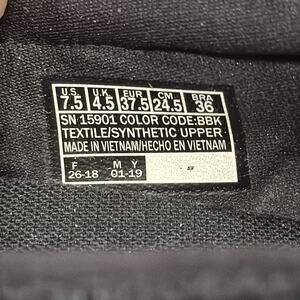 U.S. U.K. EUR CM BRA
7.5 4.5 37.5 24.5 36
SN 15901 COLOR CODE:BBK
TEXTILE/SYNTHETIC UPPER
MADE IN VIETNAM/HECHO EN VIETNAM
F M Y
26-18 01-19